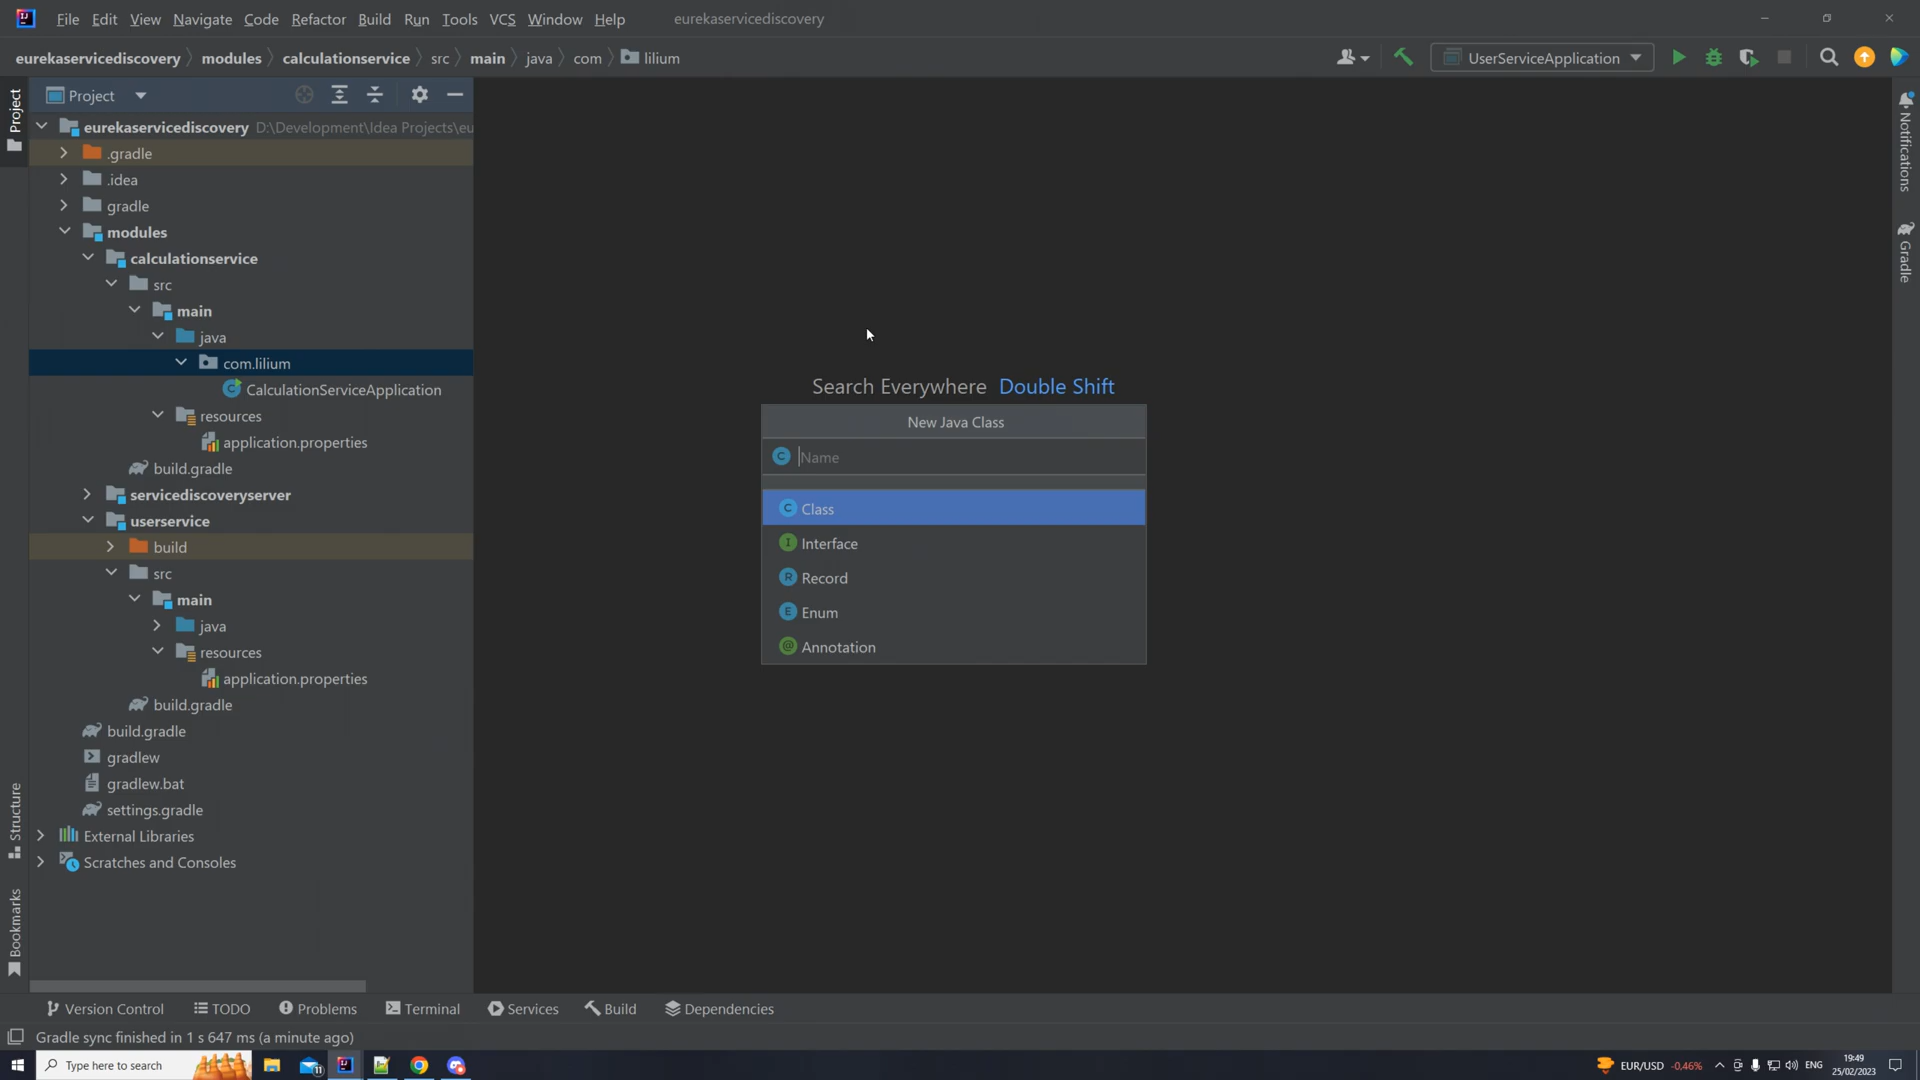 File Edit View Navigate Code Refactor Build Run Tools VCS Window Help eurekaservicediscovery
eurekaservicediscovery modules calculationservice src main java com lilium UserServiceApplication
Project
Project
eurekaservicediscovery D:\Development\Idea Projects\eu
.gradle
.idea
gradle
modules
calculationservice
src
main
java
com.lilium
CalculationServiceApplication
resources
application.properties
build.gradle
servicediscoveryserver
userservice
build
src
main
java
resources
application.properties
build.gradle
build.gradle
gradlew
gradlew.bat
settings.gradle
External Libraries
Scratches and Consoles
Search Everywhere Double Shift
New Java Class
Name
Class
Interface
Record
Enum
Annotation
Notifications
Gradle
Structure
Bookmarks
Version Control TODO Problems Terminal Services Build Dependencies
Gradle sync finished in 1 s 647 ms (a minute ago)
Type here to search 11 EUR/USD -0,46% ENG 19:49
25/02/2023